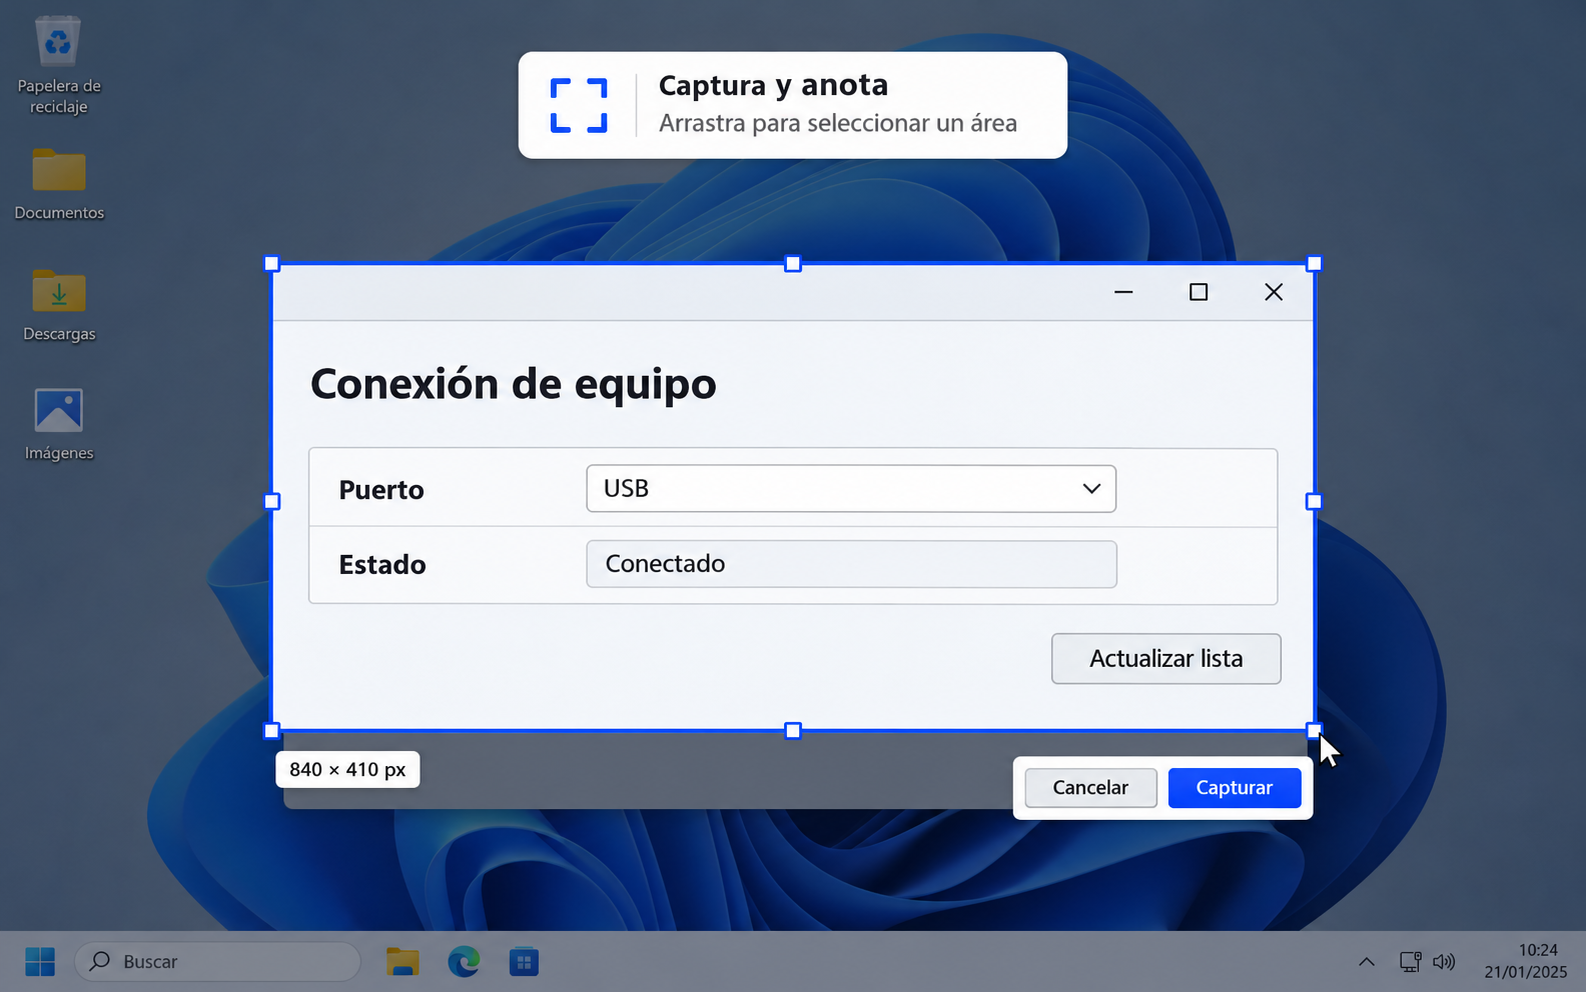 Papelera de
reciclaje
Documentos
Descargas
Imágenes
Captura y anota
Arrastra para seleccionar un área
Conexión de equipo
Puerto
USB
Estado
Conectado
Actualizar lista
840 × 410 px
Cancelar
Capturar
Buscar
10:24
21/01/2025